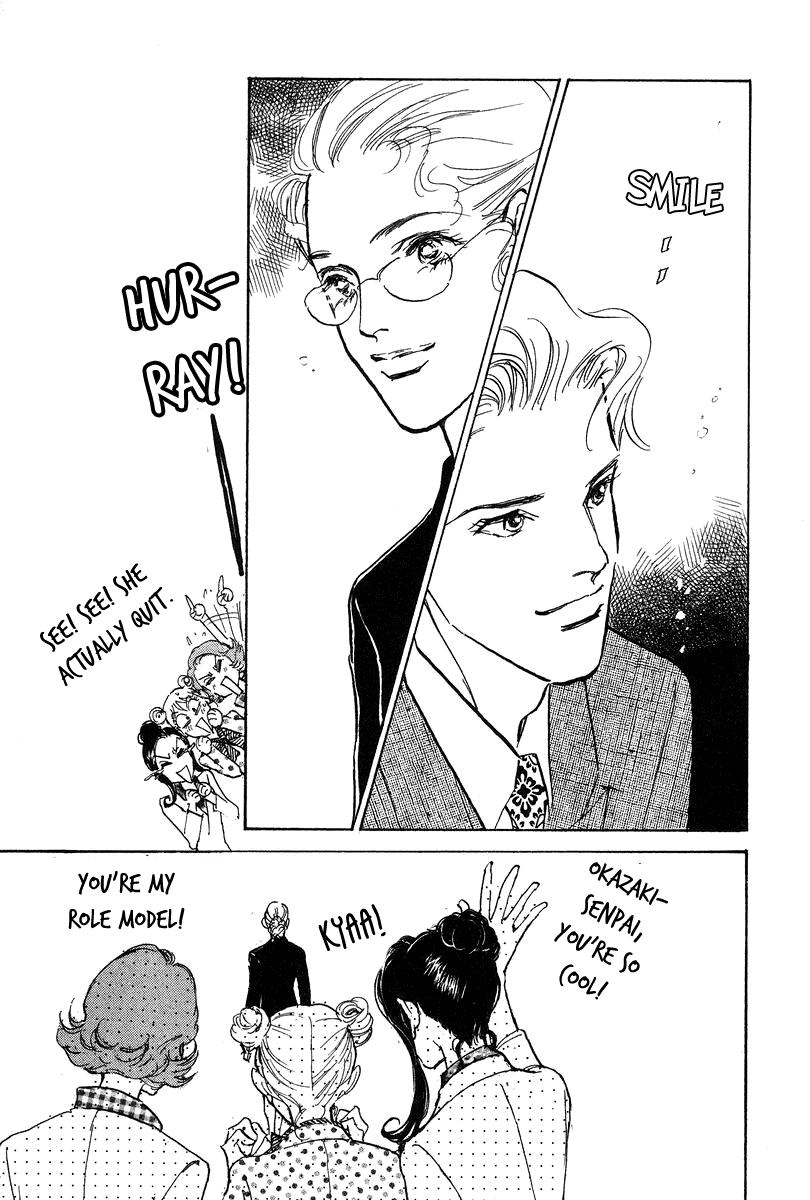 SMILE
HUR-
RAY!
SEE! SEE! SHE
ACTUALLY QUIT.
OKAZAKI-
SENPAI,
YOU'RE SO
COOL!
KYAA!
YOU'RE MY
ROLE MODEL!